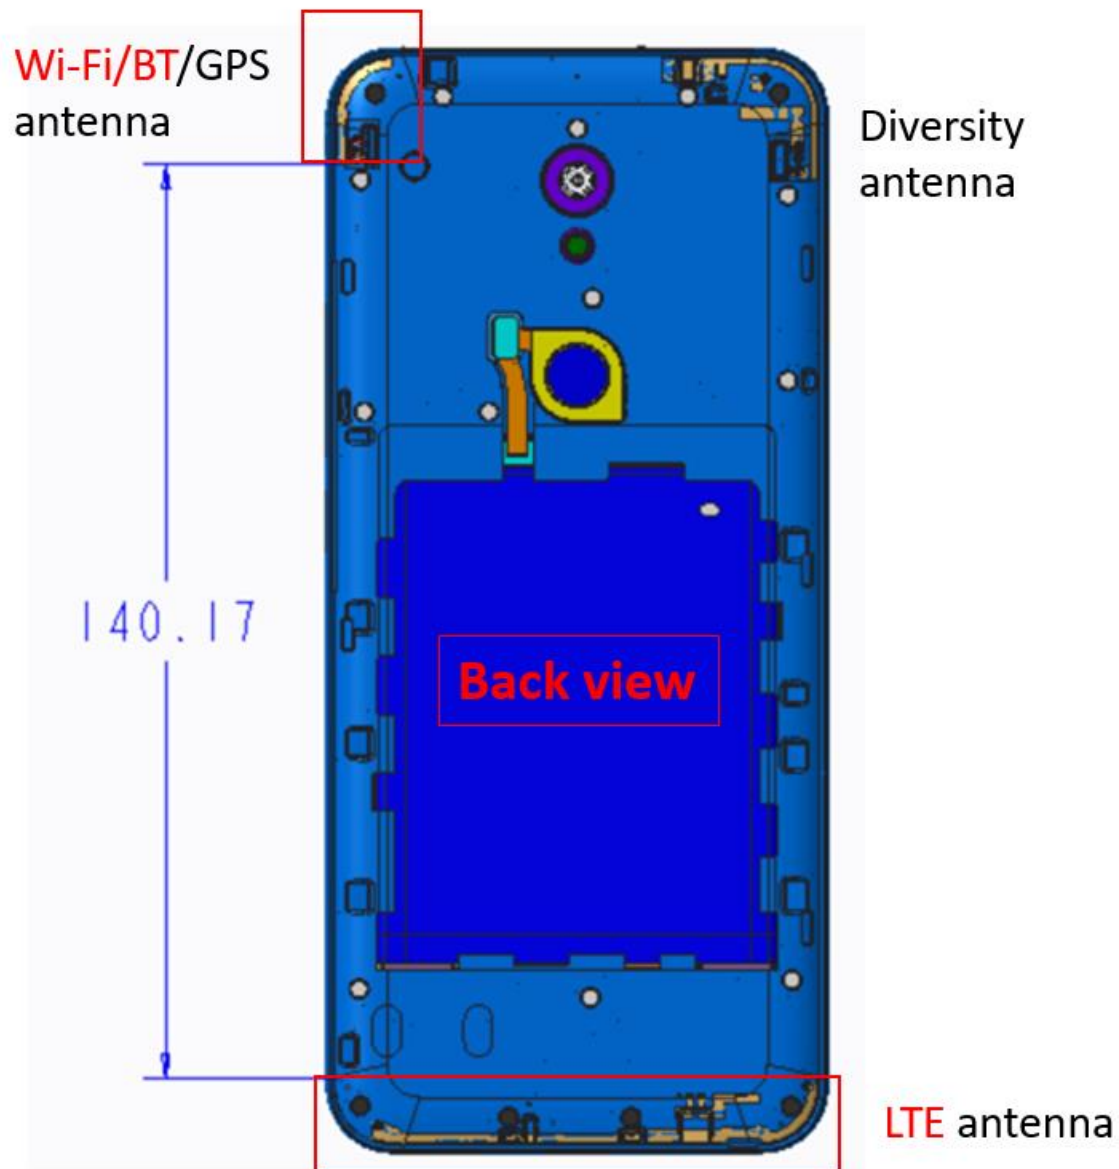 Wi-Fi/BT/GPS
antenna
Diversity
antenna
140.17
Back view
LTE antenna